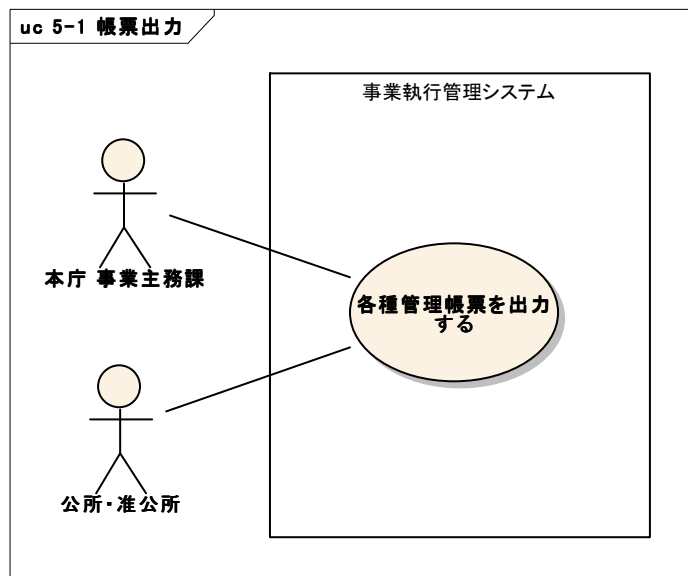 uc 5-1 帳票出力
事業執行管理システム
本庁 事業主務課
各種管理帳票を出力
する
公所・准公所